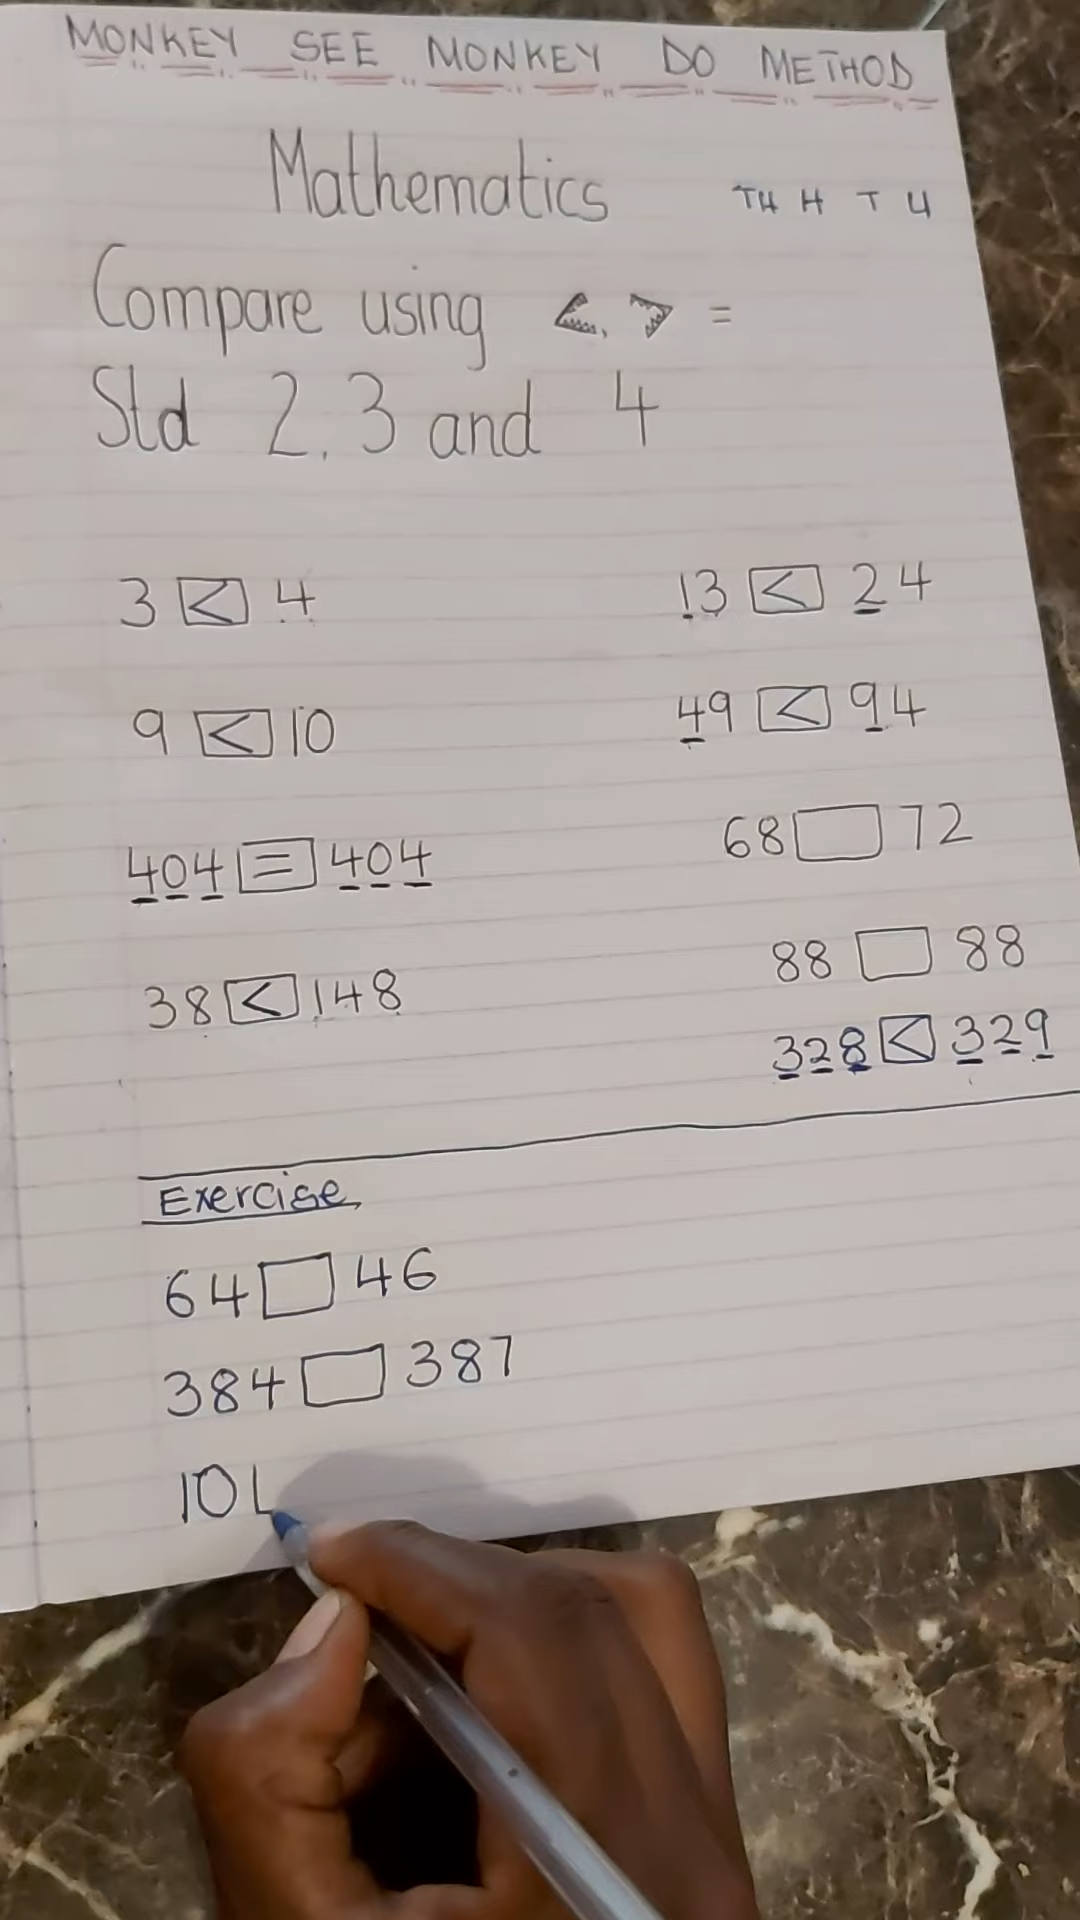 MONKEY SEE MONKEY DO METHOD
Mathematics TH H T U
Compare using <, > =
Std 2, 3 and 4
3 < 4 13 < 24
9 < 10 49 < 94
404 = 404 68 □ 72
38 < 148 88 □ 88
328 < 329
Exercise,
64 □ 46
384 □ 387
10